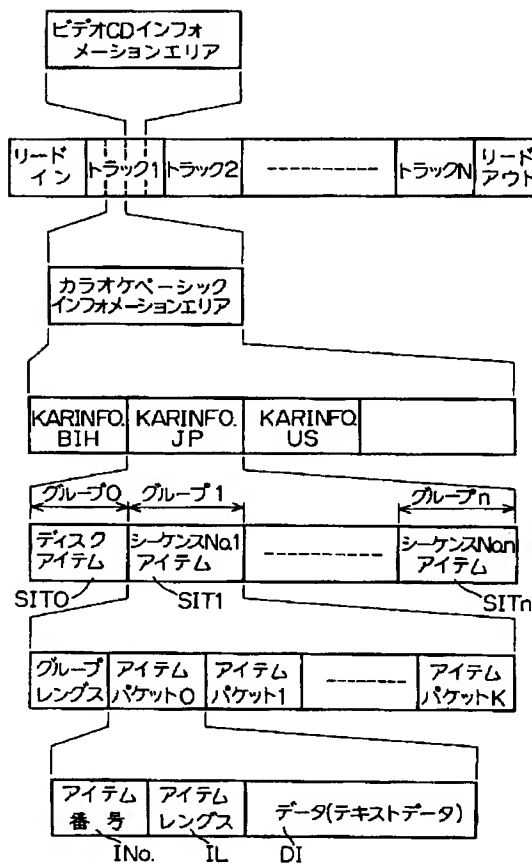 ビデオCDインフォ
メーションエリア
リード
イン
トラック1
トラック2
トラックN
リード
アウト
カラオケベーシック
インフォメーションエリア
KARINFO.
BIH
KARINFO.
JP
KARINFO.
US
グループ0
グループ1
グループn
ディスク
アイテム
シーケンスNo.1
アイテム
シーケンスNo.n
アイテム
SIT0
SIT1
SITn
グループ
レングス
アイテム
パケット0
アイテム
パケット1
アイテム
パケットK
アイテム
番号
アイテム
レングス
データ(テキストデータ)
INo.
IL
DI